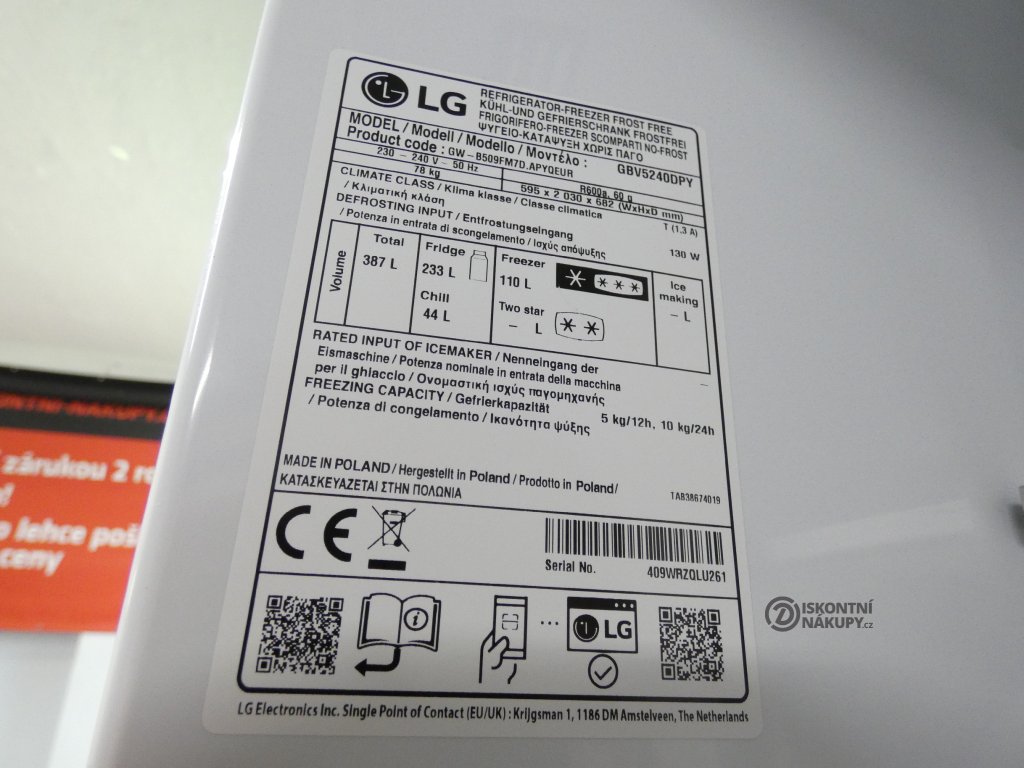 LG
REFRIGERATOR-FREEZER FROST FREE
KÜHL-UND GEFRIERSCHRANK FROSTFREI
FRIGORIFERO-FREEZER SCOMPARTI NO-FROST
ΨΥΓΕΙΟ-ΚΑΤΑΨΥΞΗ ΧΩΡΙΣ ΠΑΓΟ
MODEL / Modell / Modello / Μοντέλο : GBV5240DPY
Product code : GW-B509FM7D.APYQEUR
230 - 240 V ~ 50 Hz R600a, 60 g
78 kg 595 x 2 030 x 682 (WxHxD mm)
CLIMATE CLASS / Klima klasse / Classe climatica T (1,3 A)
/ Κλιματική κλάση
DEFROSTING INPUT / Entfrostungseingang
/ Potenza in entrata di scongelamento / Ισχύς απόψυξης 130 W
Volume
Total
387 L
Fridge
233 L
Chill
44 L
Freezer
110 L
Two star
- L
Ice
making
- L
RATED INPUT OF ICEMAKER / Nenneingang der
Eismaschine / Potenza nominale in entrata della macchina
per il ghiaccio / Ονομαστική ισχύς παγομηχανής –
FREEZING CAPACITY / Gefrierkapazität
/ Potenza di congelamento / Ικανότητα ψύξης 5 kg/12h, 10 kg/24h
MADE IN POLAND / Hergestellt in Poland / Prodotto in Poland /
ΚΑΤΑΣΚΕΥΑΖΕΤΑΙ ΣΤΗΝ ΠΟΛΩΝΙΑ
TAB38674019
CE
Serial No. 409WRZQLU261
i
LG
LG Electronics Inc. Single Point of Contact (EU/UK) : Krijgsman 1, 1186 DM Amstelveen, The Netherlands
zárukou 2
lehce
ceny
DISKONTNÍ
NÁKUPY.cz